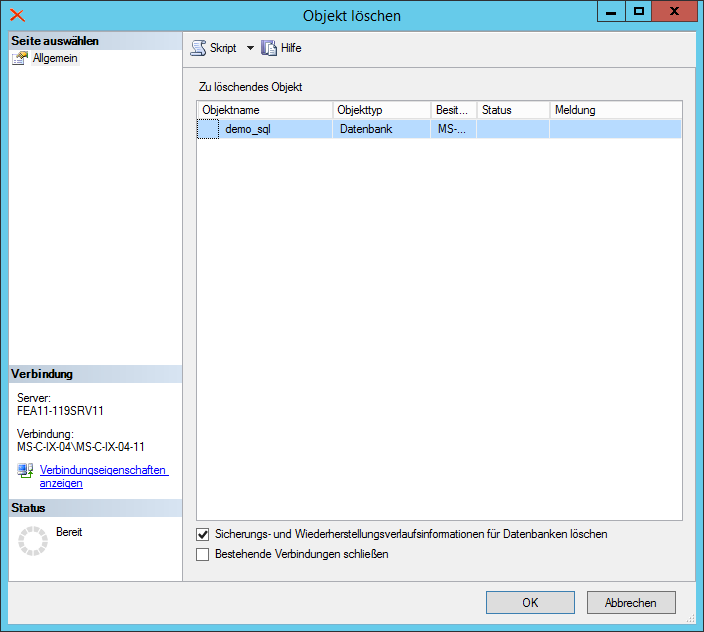 Objekt löschen
Seite auswählen
Allgemein
Skript
Hilfe
Zu löschendes Objekt
Objektname Objekttyp Besit... Status Meldung
demo_sql Datenbank MS-...
Verbindung
Server:
FEA11-119SRV11
Verbindung:
MS-C-IX-04\MS-C-IX-04-11
Verbindungseigenschaften
anzeigen
Status
Bereit
Sicherungs- und Wiederherstellungsverlaufsinformationen für Datenbanken löschen
Bestehende Verbindungen schließen
OK Abbrechen